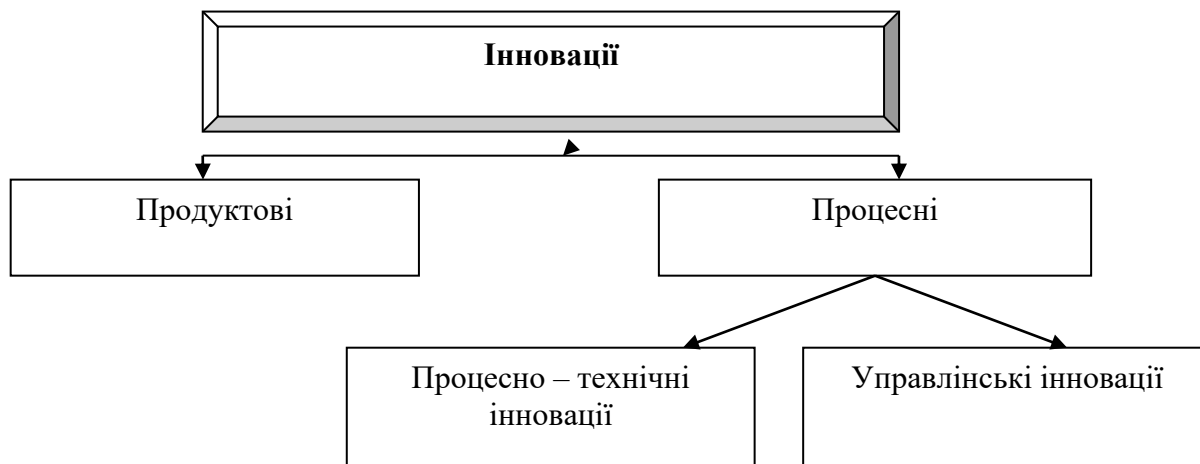 Інновації
Продуктові
Процесні
Процесно – технічні
інновації
Управлінські інновації